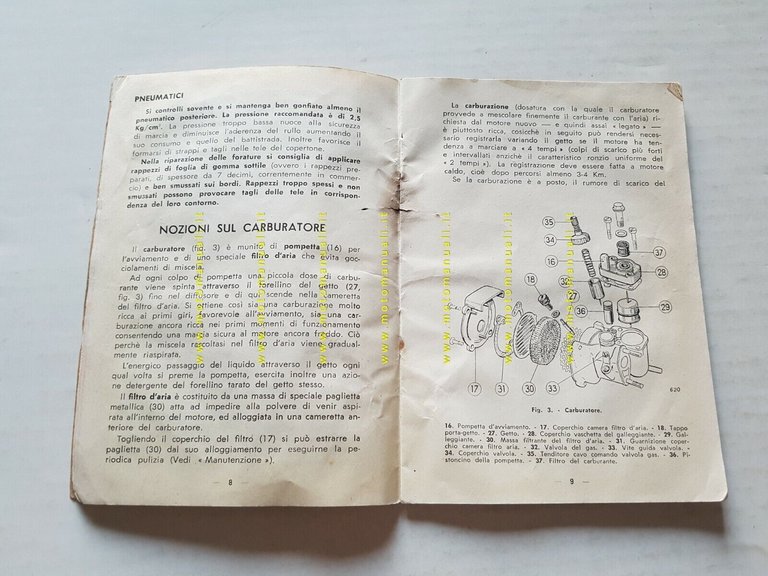 PNEUMATICI
Si controlli sovente e si mantenga ben gonfiato almeno il
pneumatico posteriore. La pressione raccomandata è di 2,5
Kg/cm². La pressione troppo bassa nuoce alla sicurezza
di marcia e diminuisce l'aderenza del rullo aumentando il
suo consumo e quello del battistrada. Inoltre favorisce il
formarsi di strappi e tagli nelle tele del copertone.
Nella riparazione delle forature si consiglia di applicare
rappezzi di foglia di gomma sottile (ovvero i rappezzi prepa-
rati, di spessore da 7 decimi, correntemente in commer-
cio) e ben smussati sui bordi. Rappezzi troppo spessi e non
smussati possono provocare tagli delle tele in corrispon-
denza del loro contorno.
NOZIONI SUL CARBURATORE
Il carburatore (fig. 3) è munito di pompetta (16) per
l'avviamento e di uno speciale filtro d'aria che evita goc-
ciolamenti di miscela.
Ad ogni colpo di pompetta una piccola dose di carbu-
rante viene spinta attraverso il forellino del getto (27,
fig. 3) fino nel diffusore e di qui scende nella cameretta
del filtro d'aria. Si ottiene così sia una carburazione molto
ricca ai primi giri, favorevole all'avviamento, sia una car-
burazione ancora ricca nei primi momenti di funzionamento
consentendo una marcia sicura al motore ancora freddo. Ciò
perchè la miscela raccoltasi nel filtro d'aria viene gradual-
mente riaspirata.
L'energico passaggio del liquido attraverso il getto ogni
qual volta si preme la pompetta, esercita inoltre una azio-
ne detergente del forellino tarato del getto stesso.
Il filtro d'aria è costituito da una massa di speciale paglietta
metallica (30) atta ad impedire alla polvere di venir aspi-
rata all'interno del motore, ed alloggiata in una cameretta an-
teriore del carburatore.
Togliendo il coperchio del filtro (17) si può estrarre la
paglietta (30) dal suo alloggiamento per eseguirne la pe-
riodica pulizia (Vedi « Manutenzione »).
— 8 —
La carburazione (dosatura con la quale il carburatore
provvede a mescolare finemente il carburante con l'aria) ri-
chiesta dal motore nuovo — e quindi assai « legato » —
è piuttosto ricca, cosicchè in seguito può rendersi neces-
sario registrarla variando il getto se il motore ha ten-
denza a marciare a « 4 tempi » (colpi di scarico più forti
e intervallati anzichè il caratteristico ronzio uniforme del
« 2 tempi »). La registrazione deve essere fatta a motore
caldo, cioè dopo percorsi almeno 3-4 Km.
Se la carburazione è a posto, il rumore di scarico del
35
34
16
32
27
36
18
37
28
29
17
31
30
33
620
Fig. 3. - Carburatore.
16. Pompetta d'avviamento. - 17. Coperchio camera filtro d'aria. - 18. Tappo
porta-getto. - 27. Getto. - 28. Coperchio vaschetta del galleggiante. - 29. Gal-
leggiante. - 30. Massa filtrante del filtro d'aria. - 31. Guarnizione coper-
chio camera filtro aria. - 32. Valvola del gas. - 33. Vite guida valvola. -
34. Coperchio valvola. - 35. Tenditore cavo comando valvola gas. - 36. Pi-
stoncino della pompetta. - 37. Filtro del carburante.
— 9 —
www.motomanuali.it
www.motomanuali.it
www.motomanuali.it
www.motomanuali.it